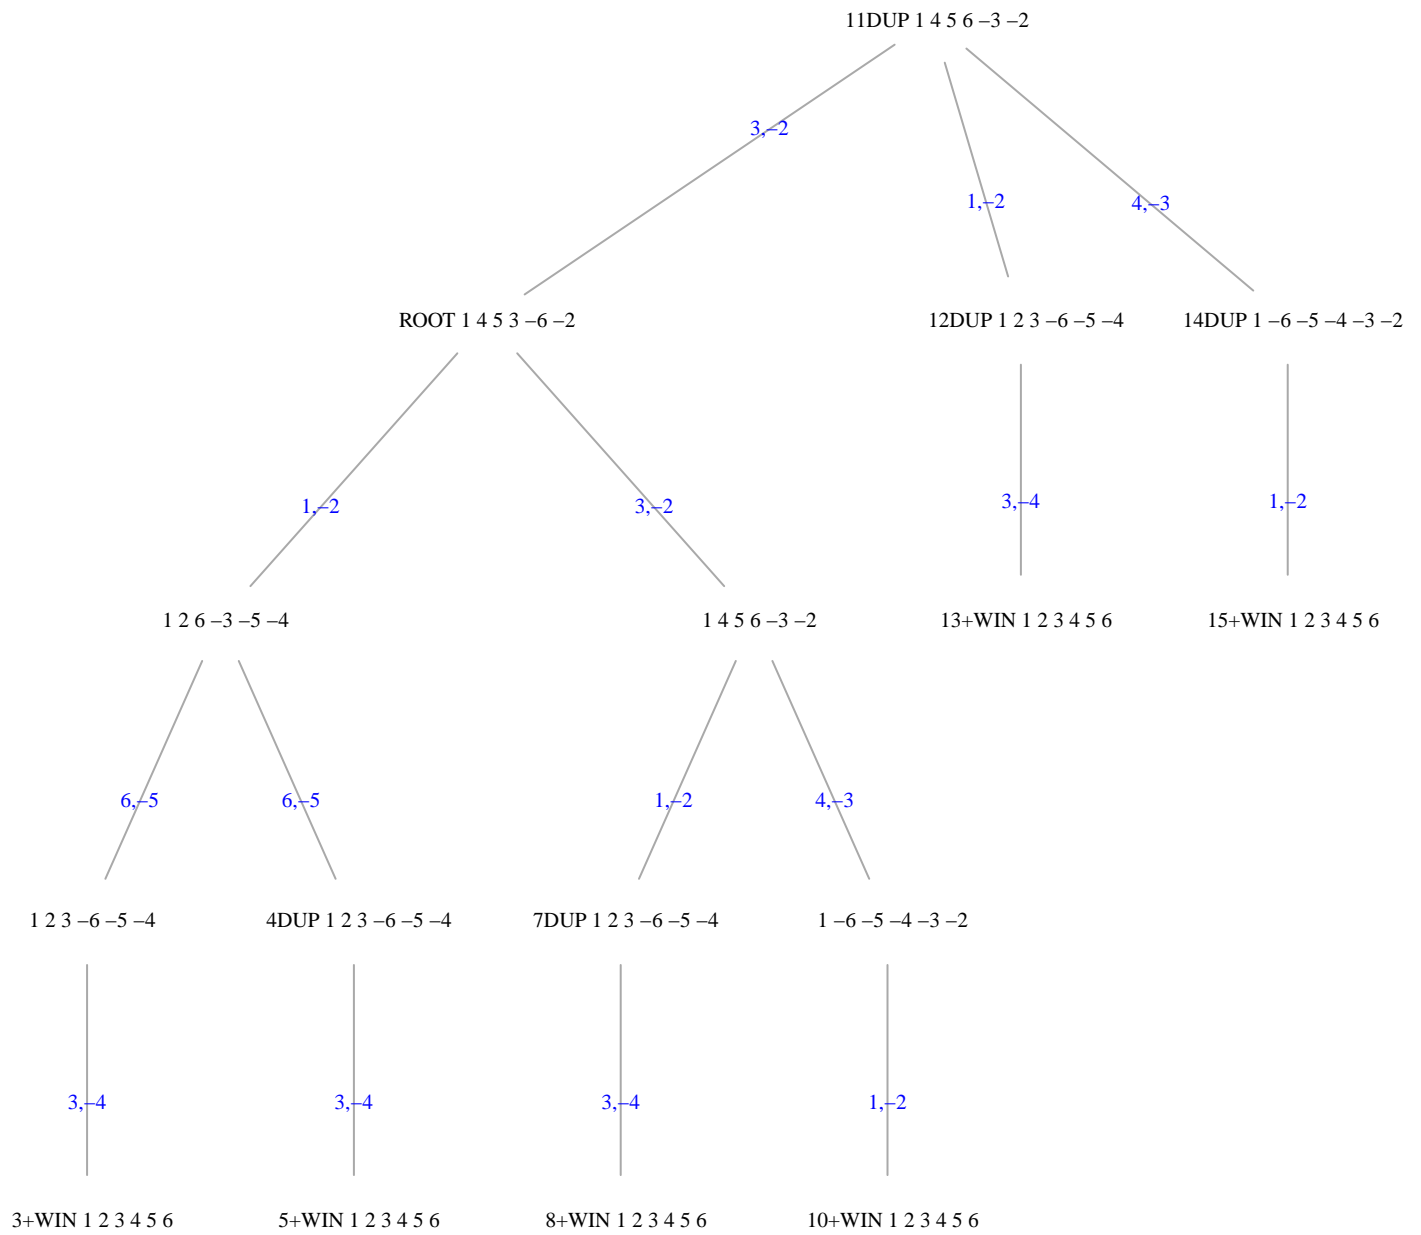 11DUP 1 4 5 6 –3 –2
3,–2
1,–2
4,–3
ROOT 1 4 5 3 –6 –2
12DUP 1 2 3 –6 –5 –4
14DUP 1 –6 –5 –4 –3 –2
1,–2
3,–2
3,–4
1,–2
1 2 6 –3 –5 –4
1 4 5 6 –3 –2
13+WIN 1 2 3 4 5 6
15+WIN 1 2 3 4 5 6
6,–5
6,–5
1,–2
4,–3
1 2 3 –6 –5 –4
4DUP 1 2 3 –6 –5 –4
7DUP 1 2 3 –6 –5 –4
1 –6 –5 –4 –3 –2
3,–4
3,–4
3,–4
1,–2
3+WIN 1 2 3 4 5 6
5+WIN 1 2 3 4 5 6
8+WIN 1 2 3 4 5 6
10+WIN 1 2 3 4 5 6